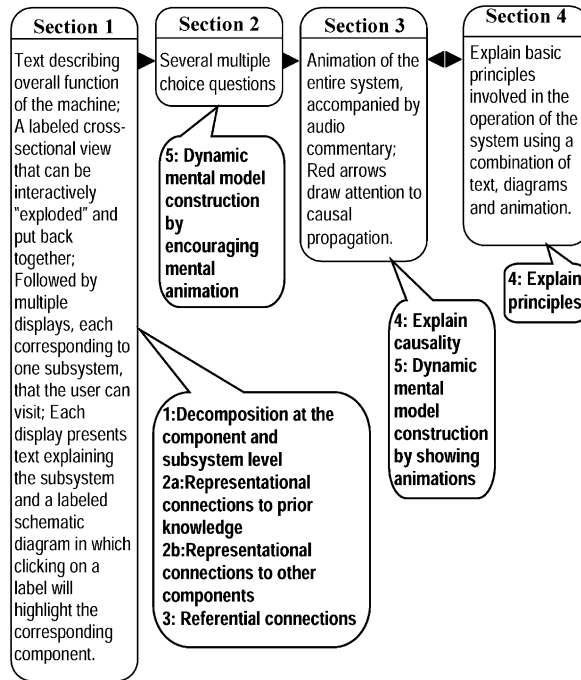 Section 1
Text describing
overall function
of the machine;
A labeled cross-
sectional view
that can be
interactively
"exploded" and
put back
together;
Followed by
multiple
displays, each
corresponding to
one subsystem,
that the user can
visit; Each
display presents
text explaining
the subsystem
and a labeled
schematic
diagram in which
clicking on a
label will
highlight the
corresponding
component.
1:Decomposition at the
component and
subsystem level
2a:Representational
connections to prior
knowledge
2b:Representational
connections to other
components
3: Referential connections
Section 2
Several multiple
choice questions
5: Dynamic
mental model
construction
by
encouraging
mental
animation
Section 3
Animation of the
entire system,
accompanied by
audio
commentary;
Red arrows
draw attention to
causal
propagation.
4: Explain
causality
5: Dynamic
mental
model
construction
by showing
animations
Section 4
Explain basic
principles
involved in the
operation of the
system using a
combination of
text, diagrams
and animation.
4: Explain
principles